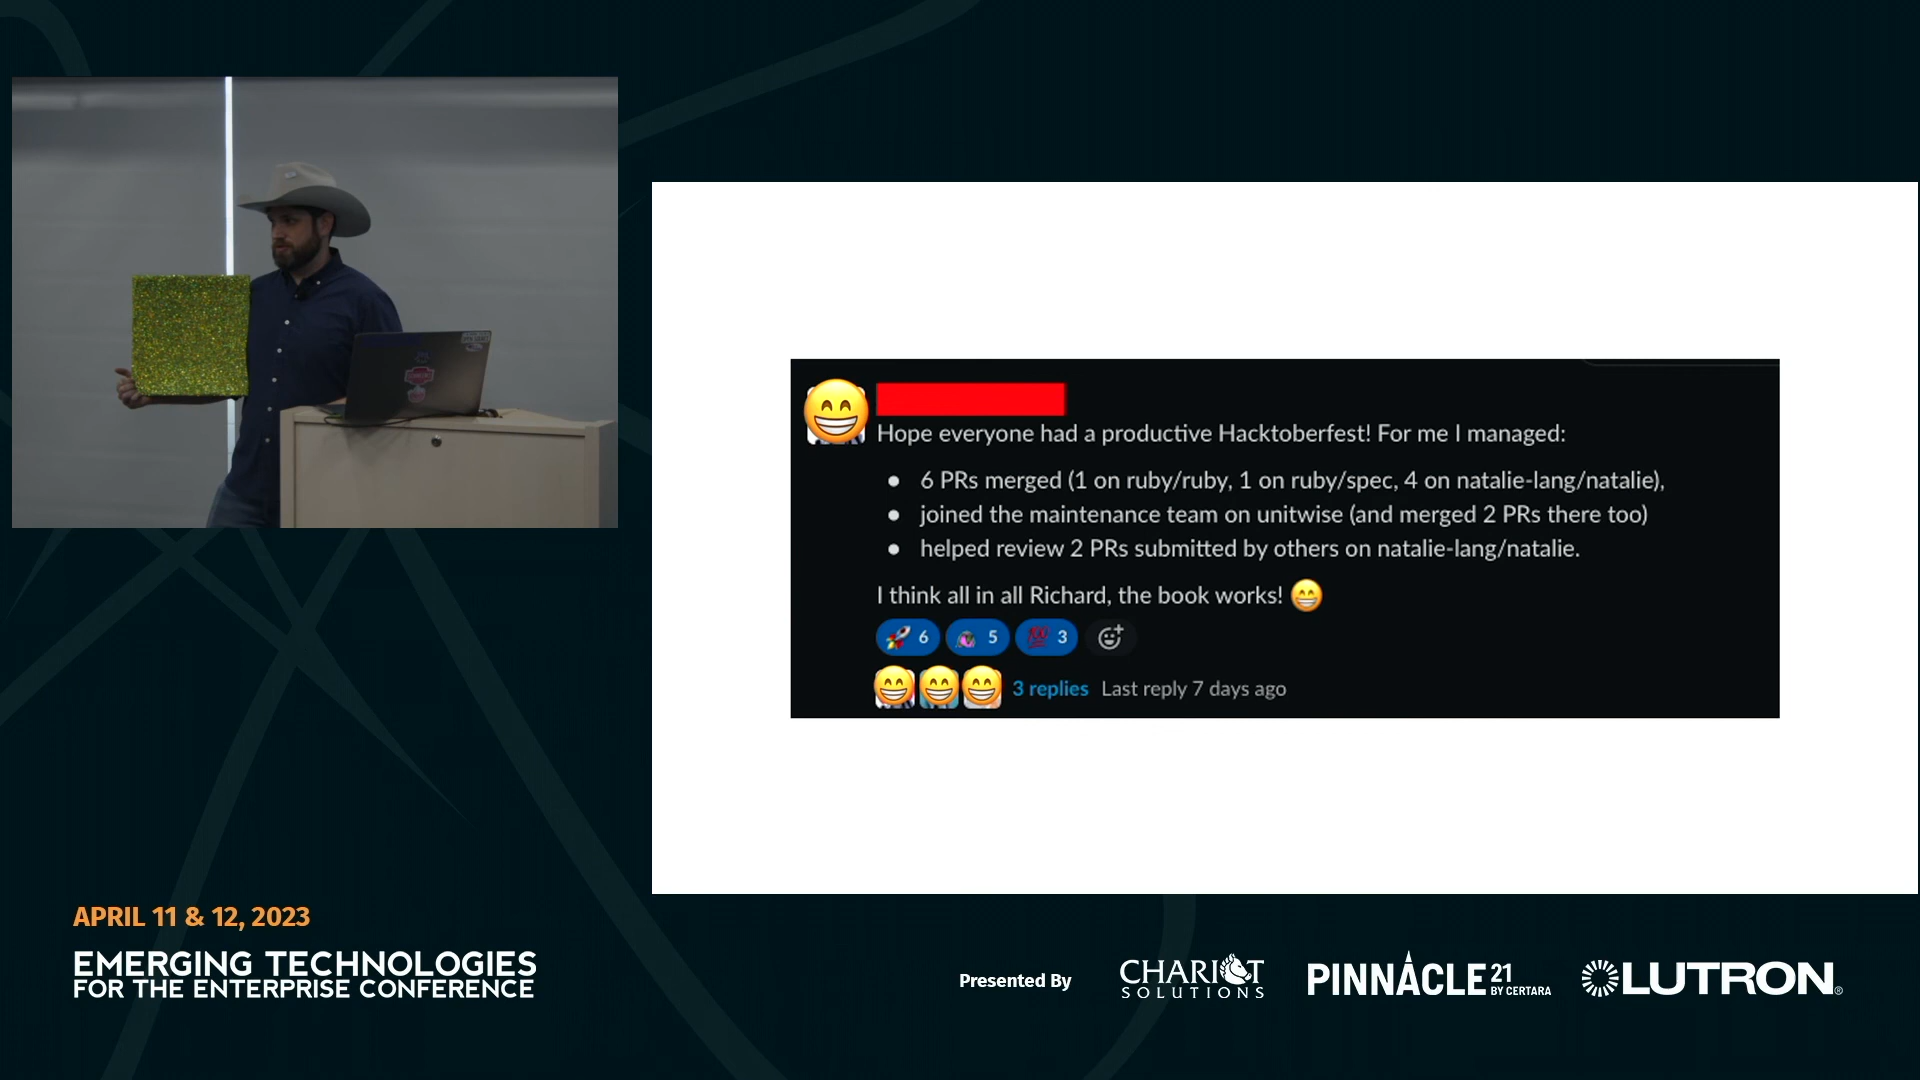 Hope everyone had a productive Hacktoberfest! For me I managed:
6 PRs merged (1 on ruby/ruby, 1 on ruby/spec, 4 on natalie-lang/natalie),
joined the maintenance team on unitwise (and merged 2 PRs there too)
helped review 2 PRs submitted by others on natalie-lang/natalie.
I think all in all Richard, the book works! 😁
6 5 3
3 replies Last reply 7 days ago
APRIL 11 & 12, 2023
EMERGING TECHNOLOGIES
FOR THE ENTERPRISE CONFERENCE
Presented By
CHARIOT
SOLUTIONS
PINNACLE 21
BY CERTARA
LUTRON®